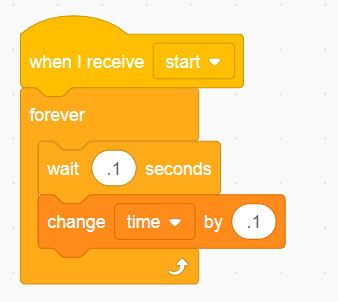 when I receive start
forever
wait .1 seconds
change time by .1